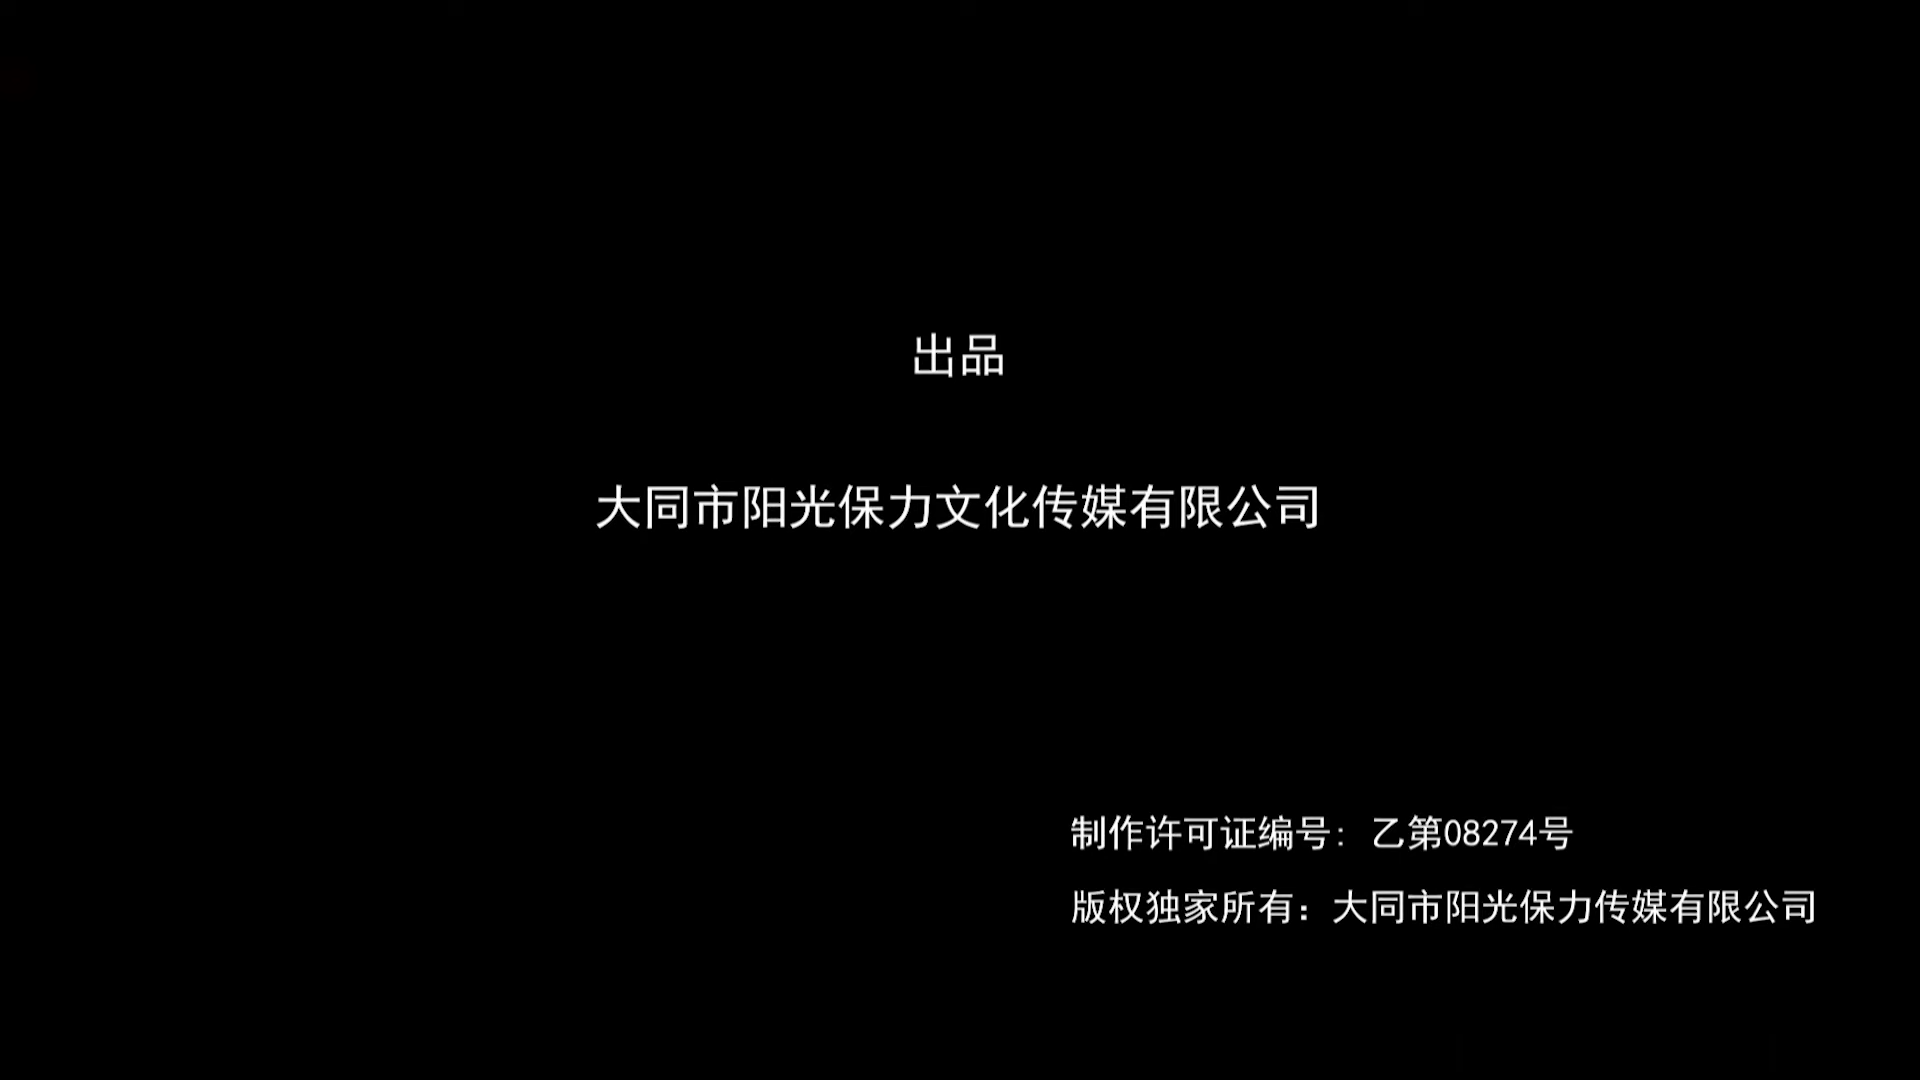 出品
大同市阳光保力文化传媒有限公司
制作许可证编号：乙第08274号
版权独家所有：大同市阳光保力传媒有限公司